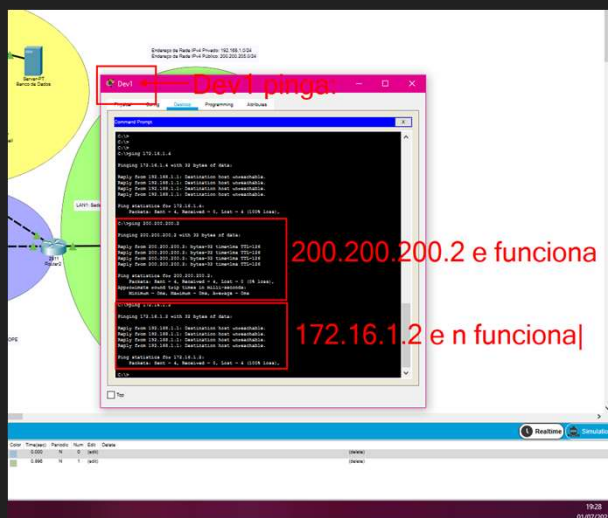 Endereço de Rede IPv4 Privado: 192.168.1.0/24
Endereço de Rede IPv4 Público: 200.200.205.0/24
Server-PT
Banco de Dados
Dev1
Dev1 pinga:
Physical Config Desktop Programming Attributes
Command Prompt
X
C:\>
C:\>
C:\>
C:\>ping 172.16.1.4
Pinging 172.16.1.4 with 32 bytes of data:
Reply from 192.168.1.1: Destination host unreachable.
Reply from 192.168.1.1: Destination host unreachable.
Reply from 192.168.1.1: Destination host unreachable.
Reply from 192.168.1.1: Destination host unreachable.
Ping statistics for 172.16.1.4:
Packets: Sent = 4, Received = 0, Lost = 4 (100% loss),
C:\>ping 200.200.200.2
Pinging 200.200.200.2 with 32 bytes of data:
Reply from 200.200.200.2: bytes=32 time<1ms TTL=126
Reply from 200.200.200.2: bytes=32 time<1ms TTL=126
Reply from 200.200.200.2: bytes=32 time<1ms TTL=126
Reply from 200.200.200.2: bytes=32 time<1ms TTL=126
Ping statistics for 200.200.200.2:
Packets: Sent = 4, Received = 4, Lost = 0 (0% loss),
Approximate round trip times in milli-seconds:
Minimum = 0ms, Maximum = 0ms, Average = 0ms
200.200.200.2 e funciona
C:\>ping 172.16.1.2
Pinging 172.16.1.2 with 32 bytes of data:
Reply from 192.168.1.1: Destination host unreachable.
Reply from 192.168.1.1: Destination host unreachable.
Reply from 192.168.1.1: Destination host unreachable.
Reply from 192.168.1.1: Destination host unreachable.
Ping statistics for 172.16.1.2:
Packets: Sent = 4, Received = 0, Lost = 4 (100% loss),
C:\>
172.16.1.2 e n funciona
Top
LAN1:
2911
Router2
Realtime
Simulation
Color Time(sec) Periodic Num Edit Delete
0.000 N 0 (edit) (delete)
N 1 (edit) (delete)
19:28